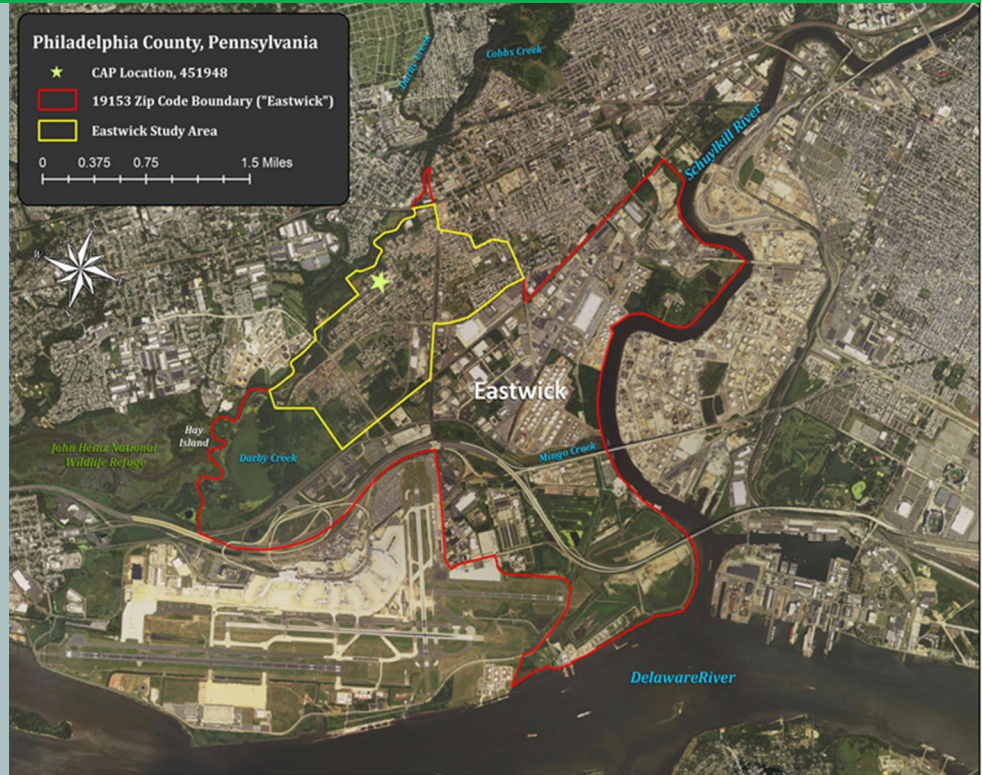 Philadelphia County, Pennsylvania
CAP Location, 451948
19153 Zip Code Boundary ("Eastwick")
Eastwick Study Area
0 0.375 0.75 1.5 Miles
Darby Creek
Cobbs Creek
Schuylkill River
Eastwick
Hay
Island
John Heinz National
Wildlife Refuge
Darby Creek
Mingo Creek
DelawareRiver